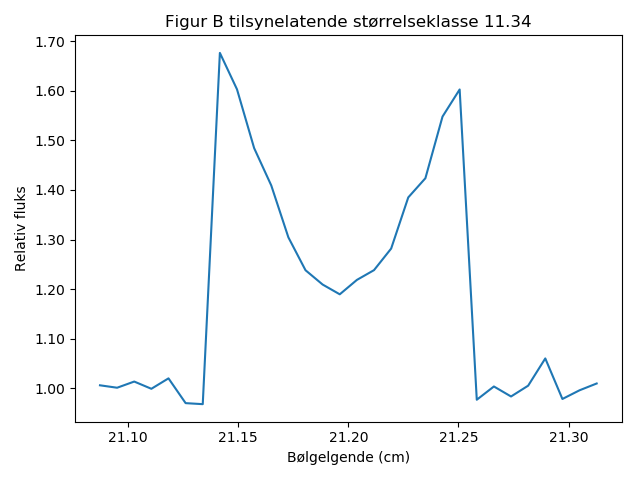 Figur B tilsynelatende størrelseklasse 11.34
1.70
1.60
1.50
1.40
1.30
1.20
1.10
1.00
Relativ fluks
21.10 21.15 21.20 21.25 21.30
Bølgelgende (cm)